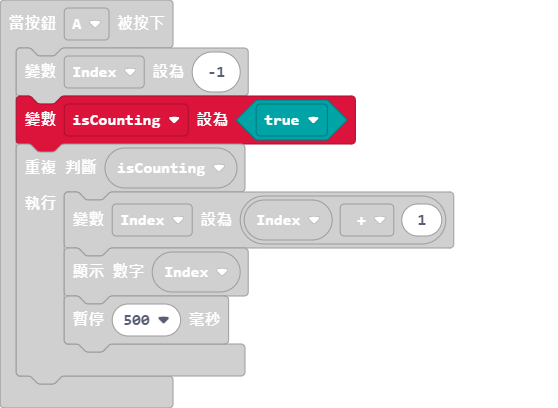 當按鈕 A 被按下
變數 Index 設為 -1
變數 isCounting 設為 true
重複 判斷 isCounting
執行
變數 Index 設為 Index + 1
顯示 數字 Index
暫停 500 毫秒